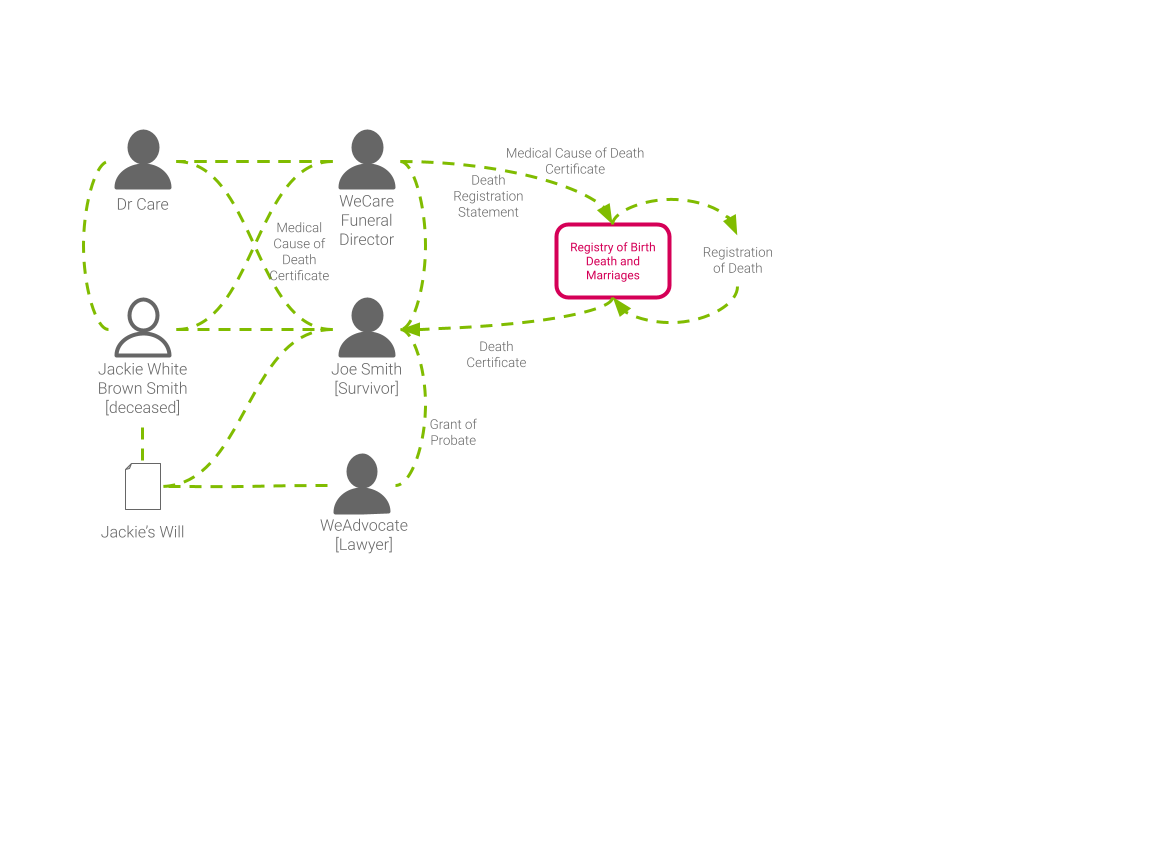 Medical Cause of Death
Certificate
Death
Registration
Statement
Dr Care
WeCare
Funeral
Director
Medical
Cause of
Death
Certificate
Registry of Birth
Death and
Marriages
Registration
of Death
Death
Certificate
Jackie White
Brown Smith
[deceased]
Joe Smith
[Survivor]
Grant of
Probate
Jackie’s Will
WeAdvocate
[Lawyer]